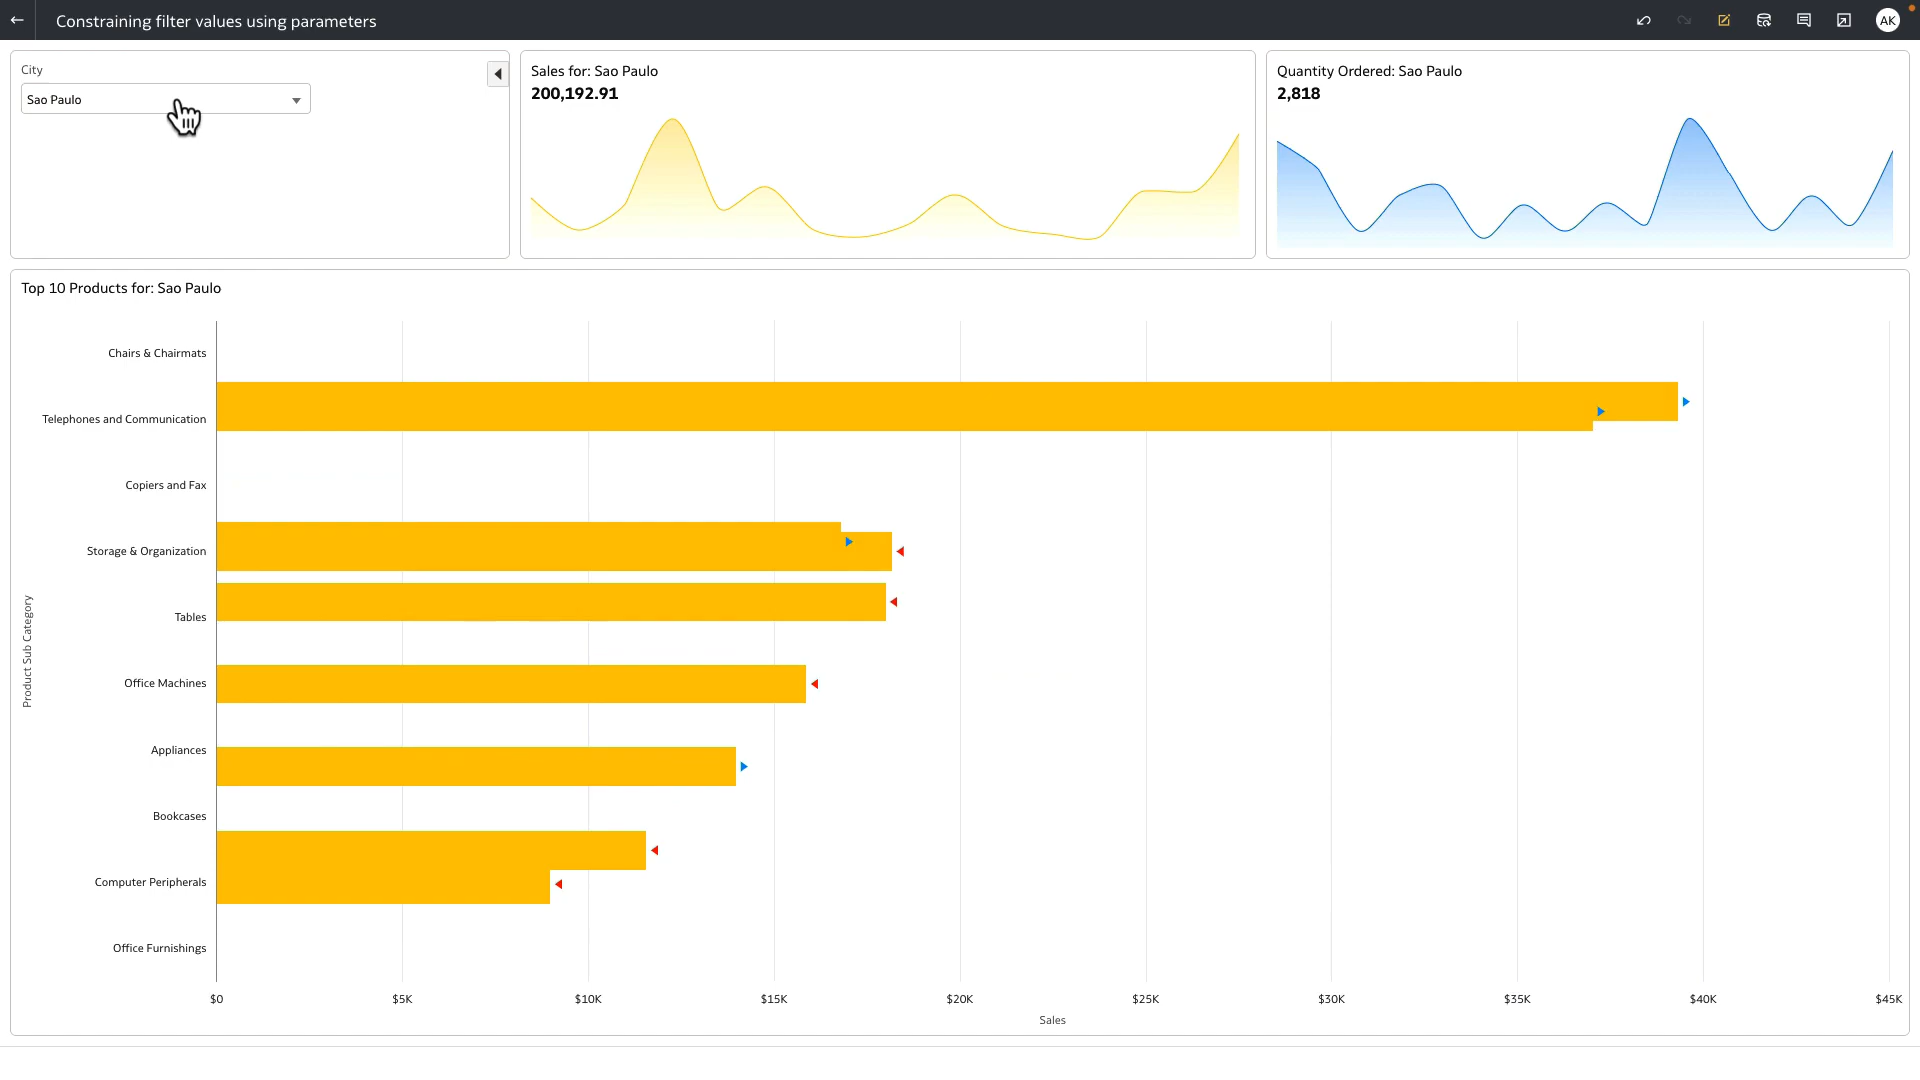 Constraining filter values using parameters
AK
City
Sao Paulo
Sales for: Sao Paulo
200,192.91
Quantity Ordered: Sao Paulo
2,818
Top 10 Products for: Sao Paulo
Product Sub Category
Chairs & Chairmats
Telephones and Communication
Copiers and Fax
Storage & Organization
Tables
Office Machines
Appliances
Bookcases
Computer Peripherals
Office Furnishings
$0 $5K $10K $15K $20K $25K $30K $35K $40K $45K
Sales